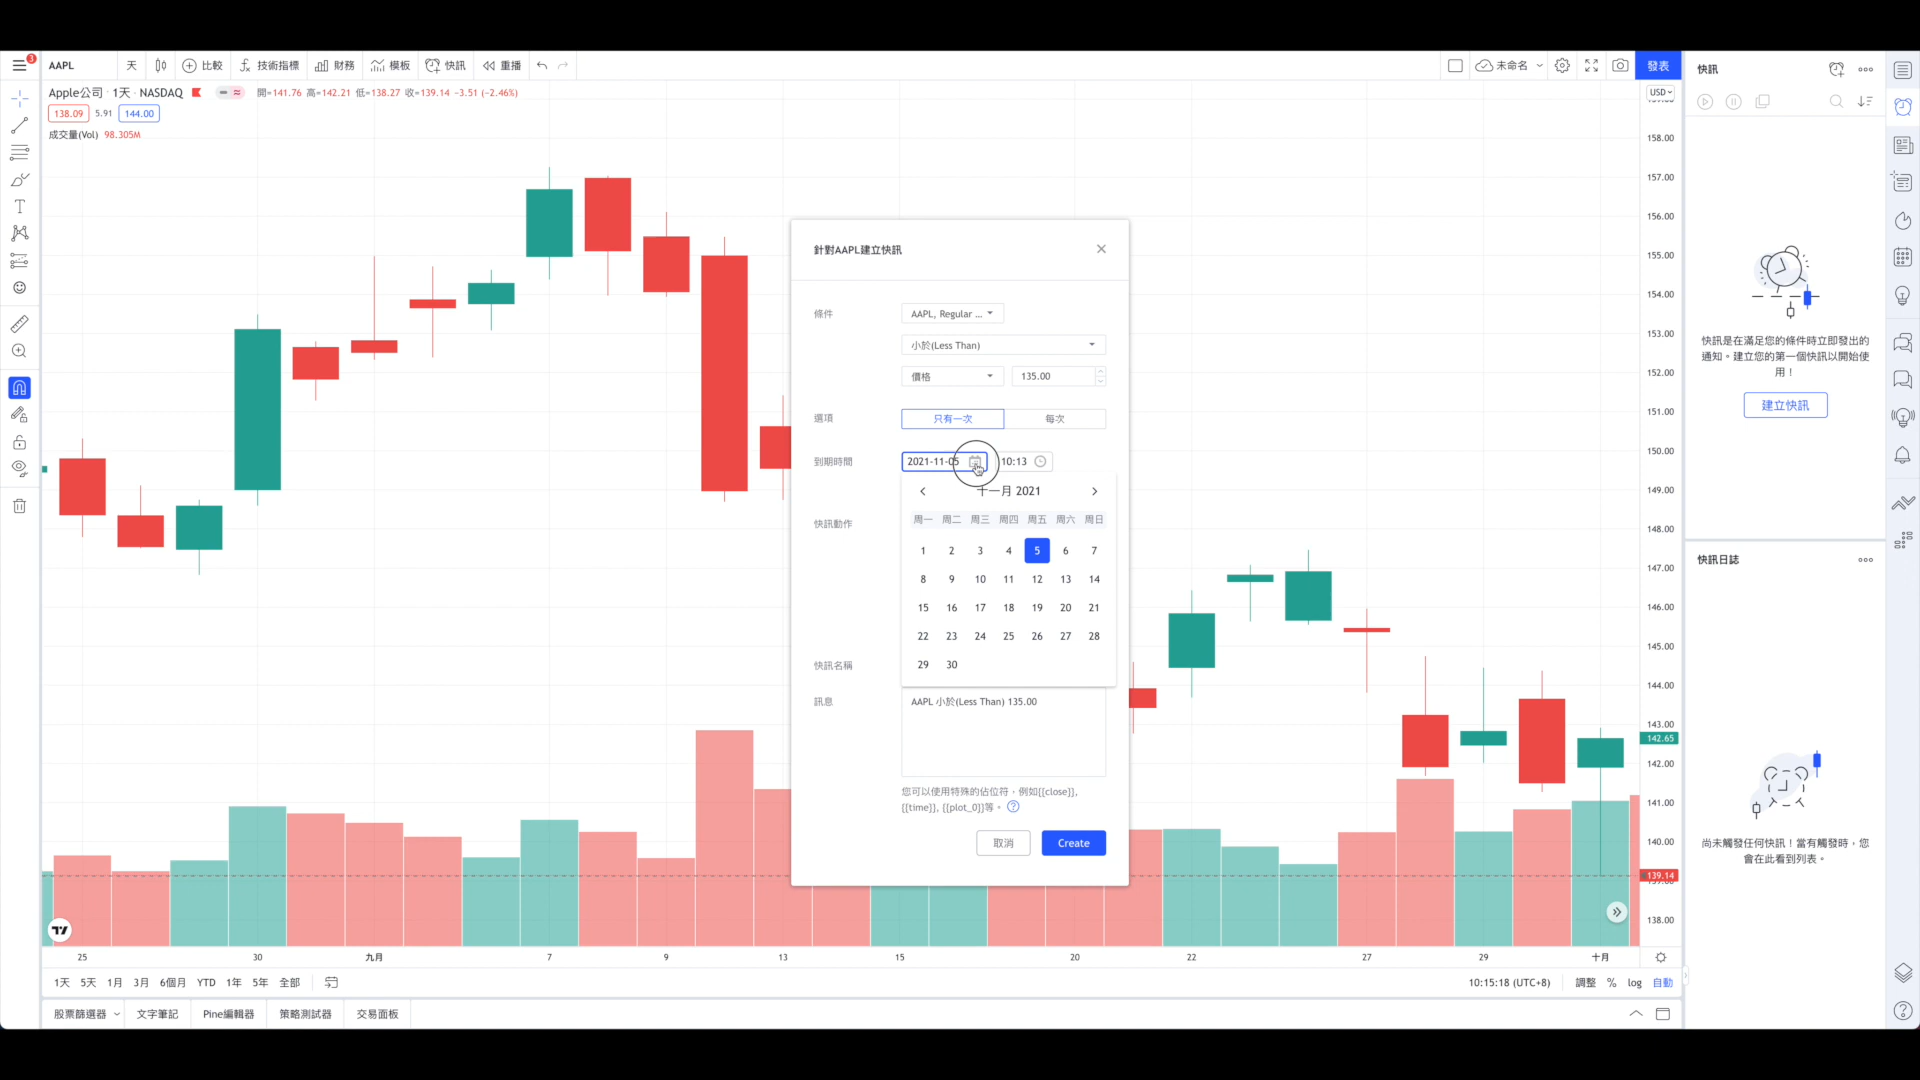 3
AAPL
天
比較
技術指標
財務
模板
快訊
重播
未命名
發表
Apple公司 · 1天 · NASDAQ
開=141.76 高=142.21 低=138.27 收=139.14 -3.51 (-2.46%)
138.09 5.91 144.00
成交量(Vol) 98.305M
USD
158.00
157.00
156.00
155.00
154.00
153.00
152.00
151.00
150.00
149.00
148.00
147.00
146.00
145.00
144.00
143.00
142.65
142.00
141.00
140.00
139.14
138.00
針對AAPL建立快訊
條件
AAPL, Regular ...
小於(Less Than)
價格
135.00
選項
只有一次
每次
到期時間
2021-11-05
10:13
十一月 2021
周一 周二 周三 周四 周五 周六 周日
1 2 3 4 5 6 7
8 9 10 11 12 13 14
15 16 17 18 19 20 21
22 23 24 25 26 27 28
29 30
快訊動作
快訊名稱
訊息
AAPL 小於(Less Than) 135.00
您可以使用特殊的佔位符，例如{{close}},
{{time}}, {{plot_0}}等。
取消
Create
25 30 九月 7 9 13 15 20 22 27 29 十月
1天 5天 1月 3月 6個月 YTD 1年 5年 全部
10:15:18 (UTC+8)
調整 % log 自動
股票篩選器
文字筆記
Pine編輯器
策略測試器
交易面板
快訊
快訊是在滿足您的條件時立即發出的
通知。建立您的第一個快訊以開始使
用！
建立快訊
快訊日誌
尚未觸發任何快訊！當有觸發時，您
會在此看到列表。